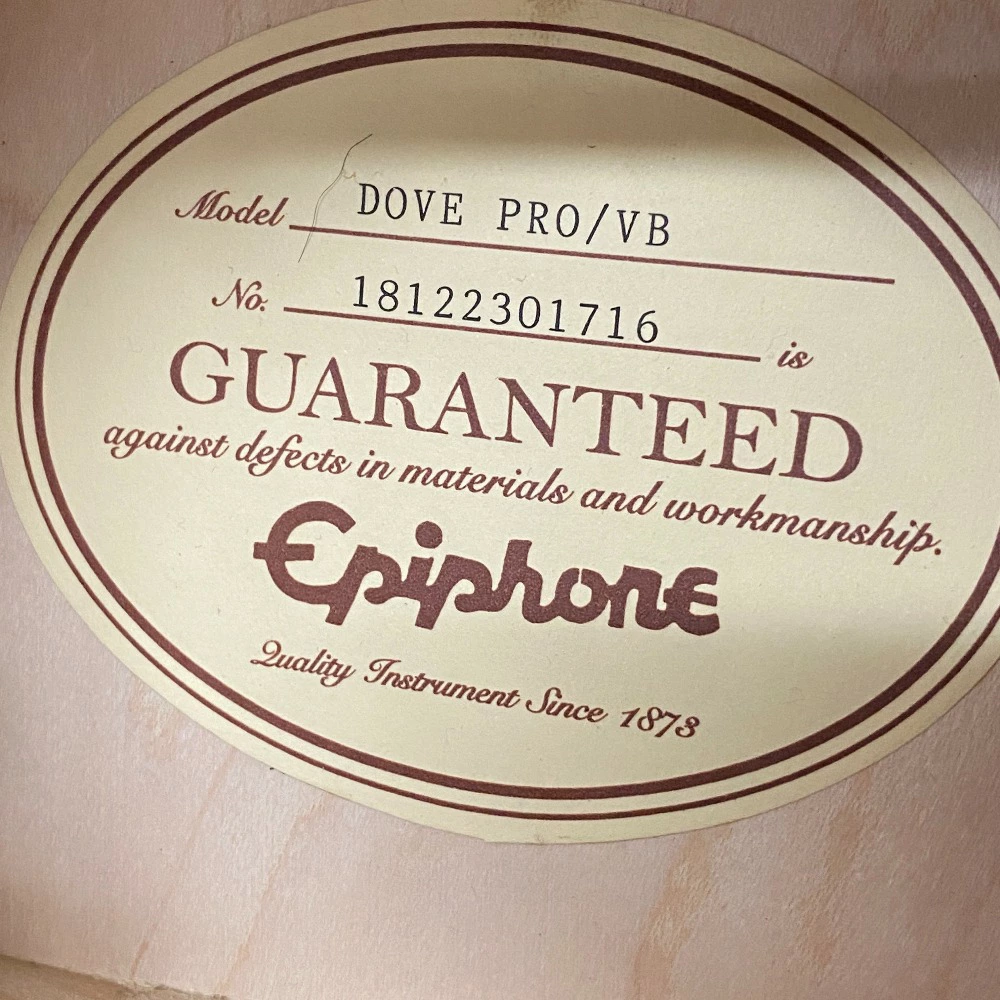 Model DOVE PRO/VB
No. 18122301716 is
GUARANTEED
against defects in materials and workmanship.
Epiphone
Quality Instrument Since 1873